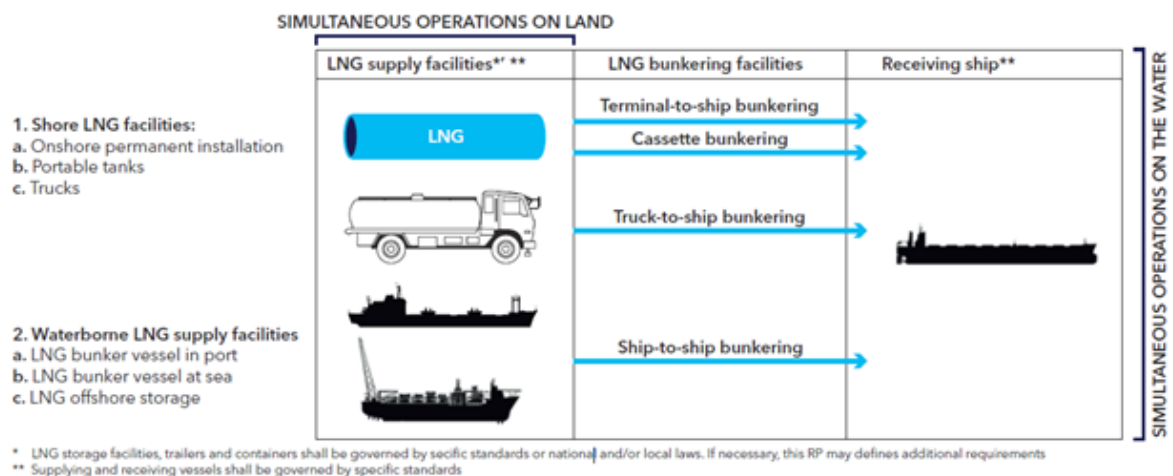 SIMULTANEOUS OPERATIONS ON LAND
LNG supply facilities*' **
LNG bunkering facilities
Receiving ship**
1. Shore LNG facilities:
a. Onshore permanent installation
b. Portable tanks
c. Trucks
LNG
Terminal-to-ship bunkering
Cassette bunkering
Truck-to-ship bunkering
2. Waterborne LNG supply facilities
a. LNG bunker vessel in port
b. LNG bunker vessel at sea
c. LNG offshore storage
Ship-to-ship bunkering
SIMULTANEOUS OPERATIONS ON THE WATER
* LNG storage facilities, trailers and containers shall be governed by secific standards or national and/or local laws. If necessary, this RP may defines additional requirements
** Supplying and receiving vessels shall be governed by specific standards